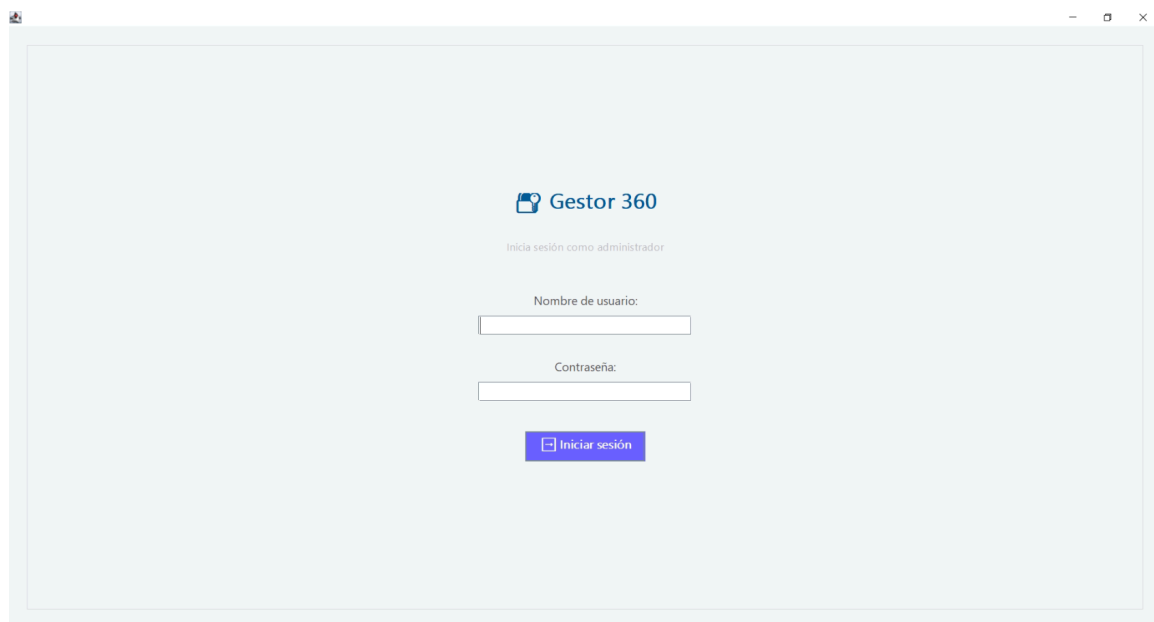 Gestor 360
Inicia sesión como administrador
Nombre de usuario:
Contraseña:
Iniciar sesión